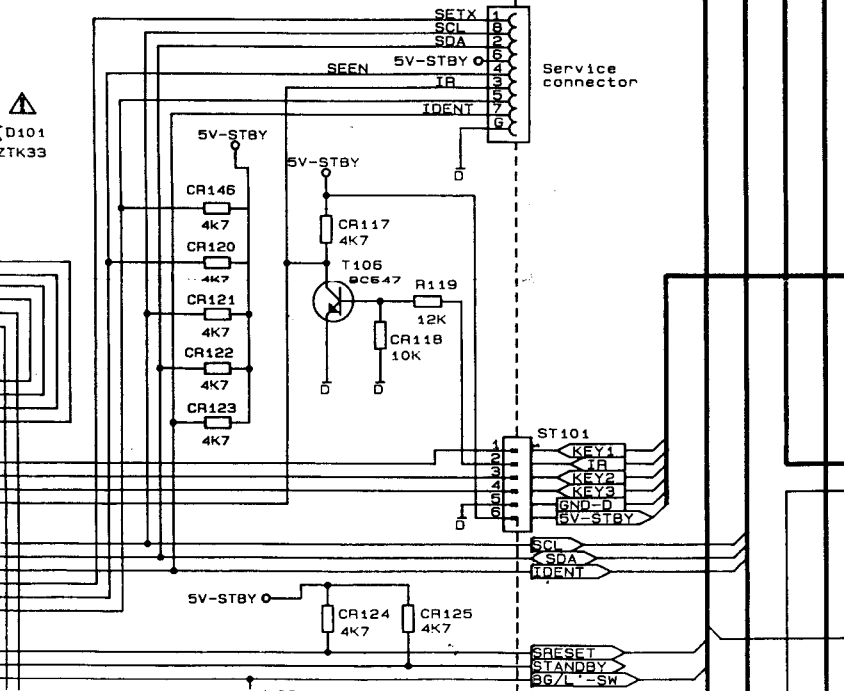 SETX 1
SCL 8
SDA 2
5V-STBY 6
SEEN 4
IR 3
5
IDENT 7
G
Service
connector
D
D101
ZTK33
5V-STBY
5V-STBY
CR146
4K7
CR120
4K7
CR121
4K7
CR122
4K7
CR123
4K7
CR117
4K7
T106
BC547
R119
12K
CR118
10K
D
D
ST101
1 KEY1
2 IR
3 KEY2
4 KEY3
5 GND-D
6 5V-STBY
D
SCL
SDA
IDENT
5V-STBY
CR124
4K7
CR125
4K7
SRESET
STANDBY
BG/L'-SW